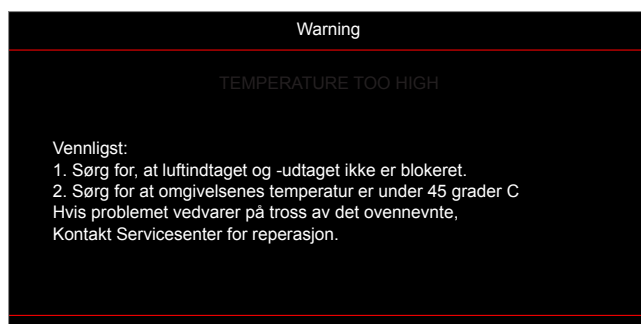 Warning
TEMPERATURE TOO HIGH
Vennligst:
1. Sørg for, at luftindtaget og -udtaget ikke er blokeret.
2. Sørg for at omgivelsenes temperatur er under 45 grader C
Hvis problemet vedvarer på tross av det ovennevnte,
Kontakt Servicesenter for reperasjon.